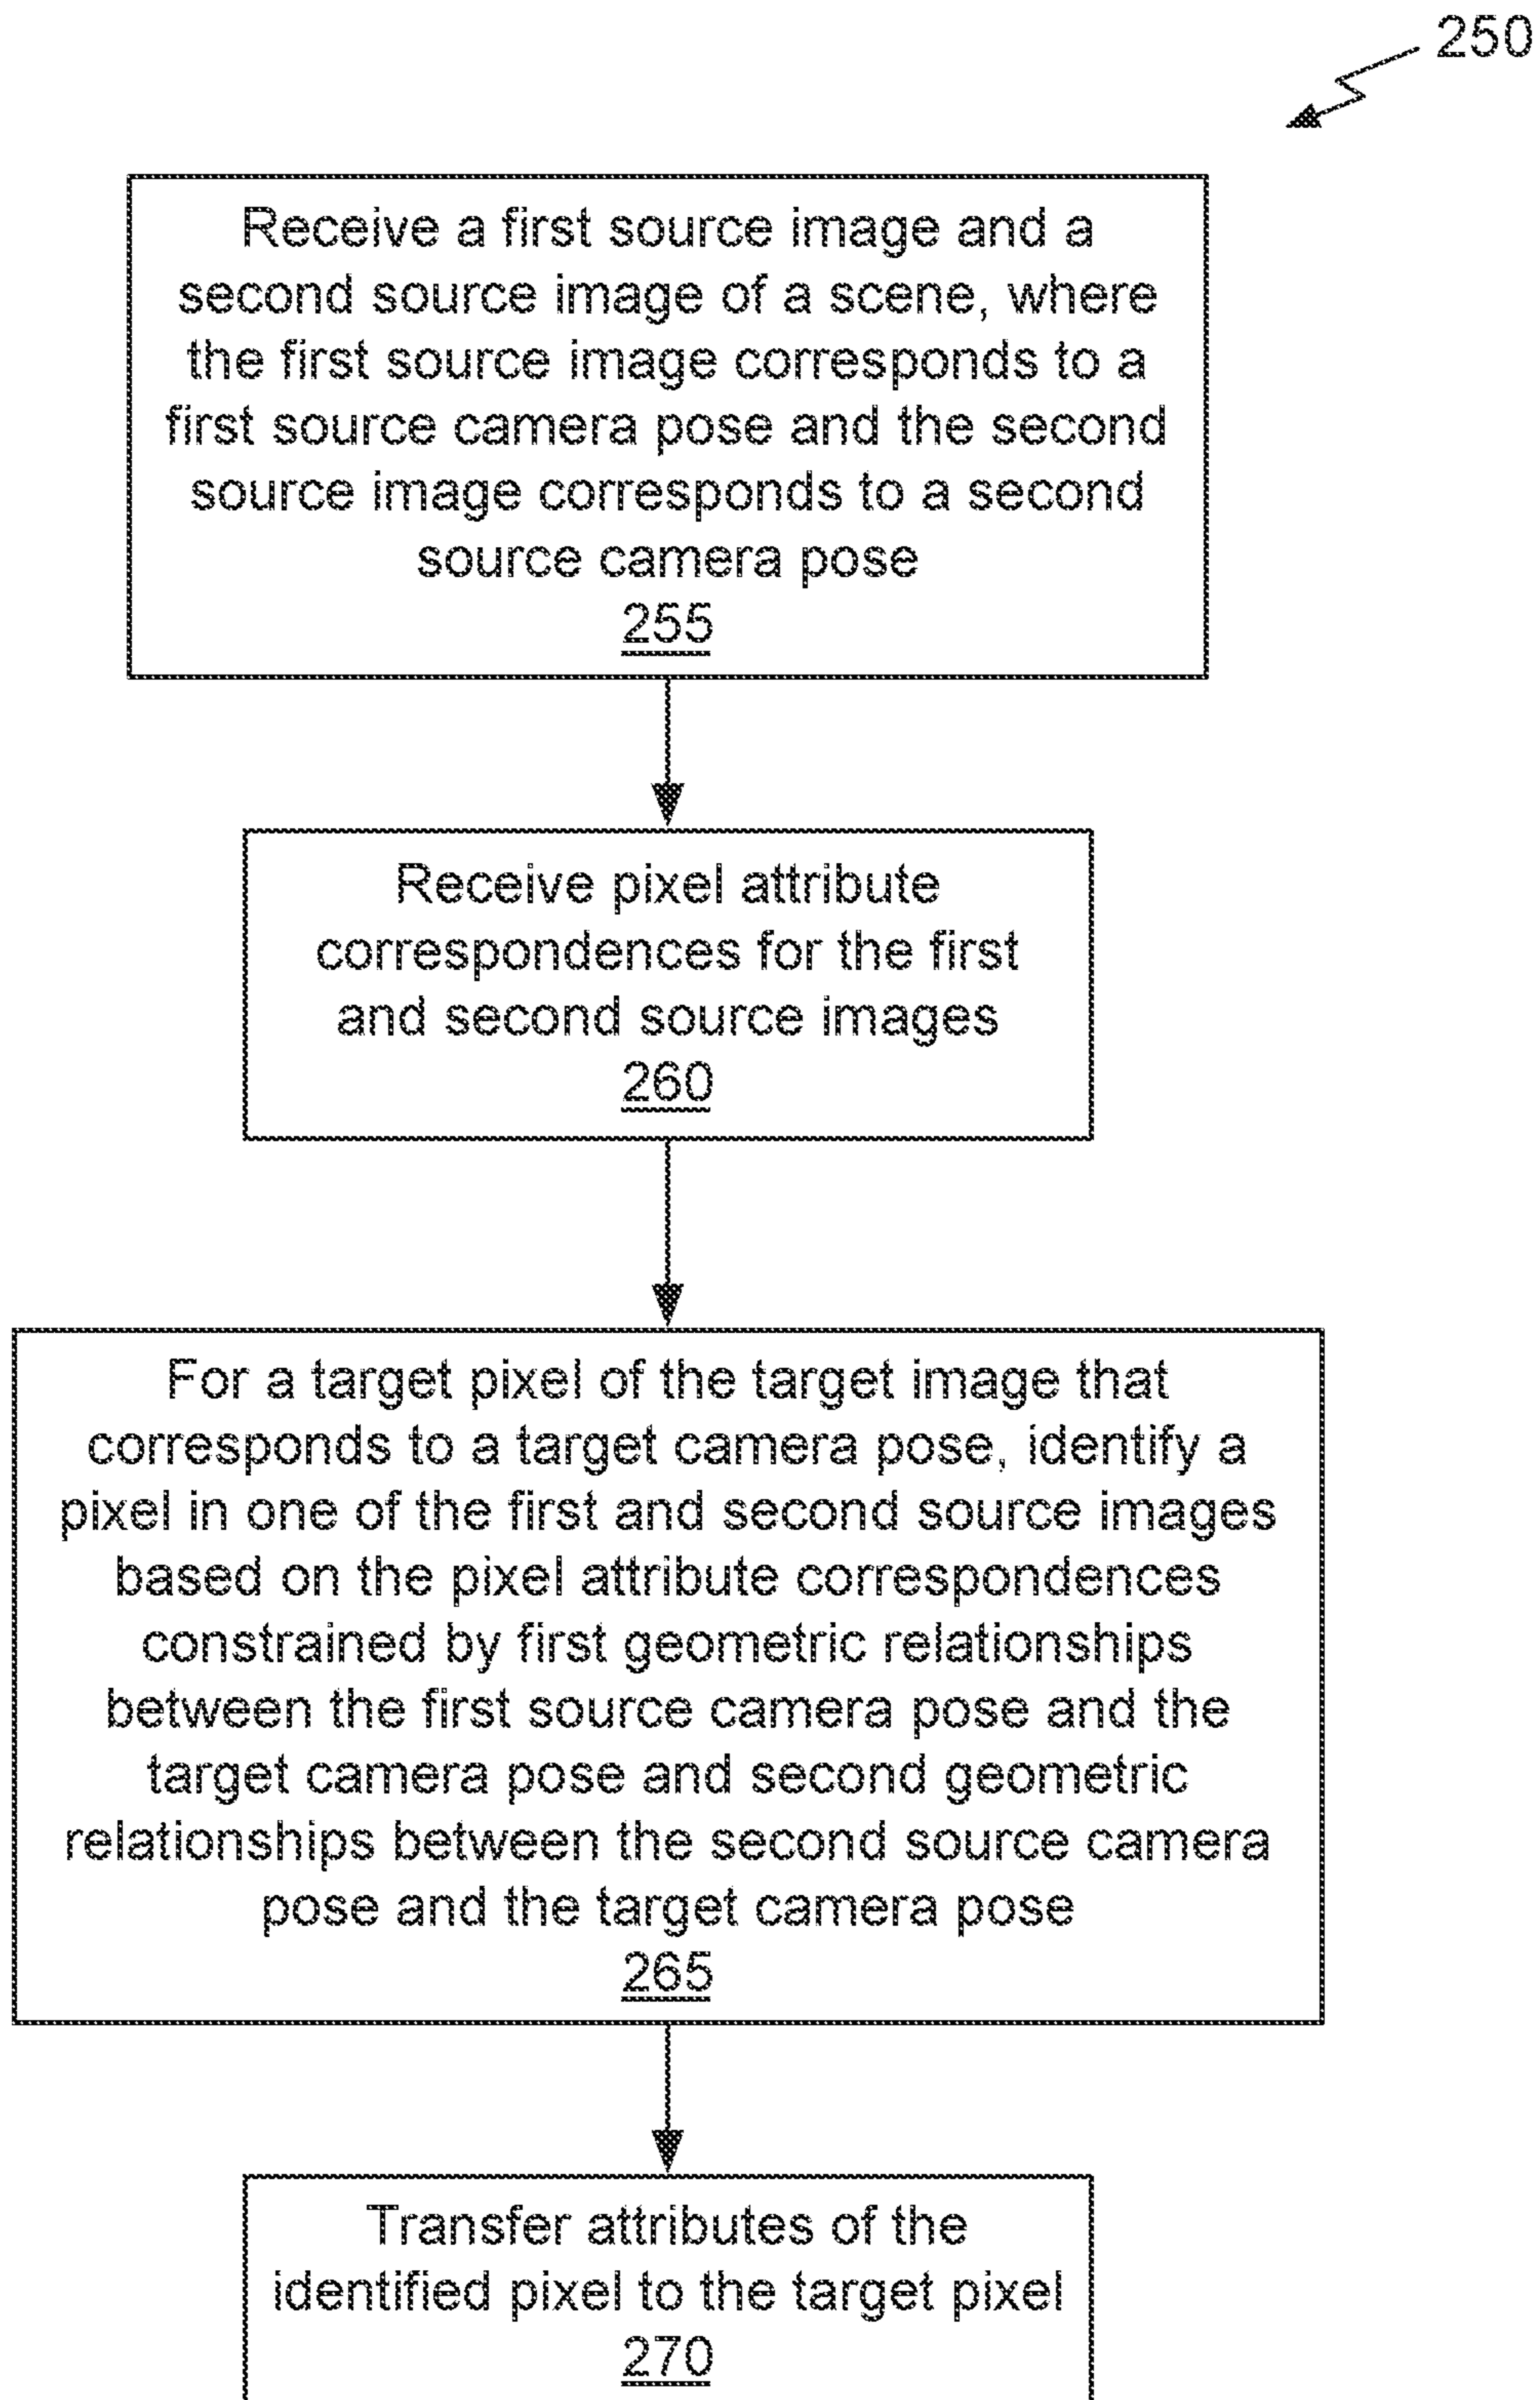 250
Receive a first source image and a
second source image of a scene, where
the first source image corresponds to a
first source camera pose and the second
source image corresponds to a second
source camera pose
255
Receive pixel attribute
correspondences for the first
and second source images
260
For a target pixel of the target image that
corresponds to a target camera pose, identify a
pixel in one of the first and second source images
based on the pixel attribute correspondences
constrained by first geometric relationships
between the first source camera pose and the
target camera pose and second geometric
relationships between the second source camera
pose and the target camera pose
265
Transfer attributes of the
identified pixel to the target pixel
270